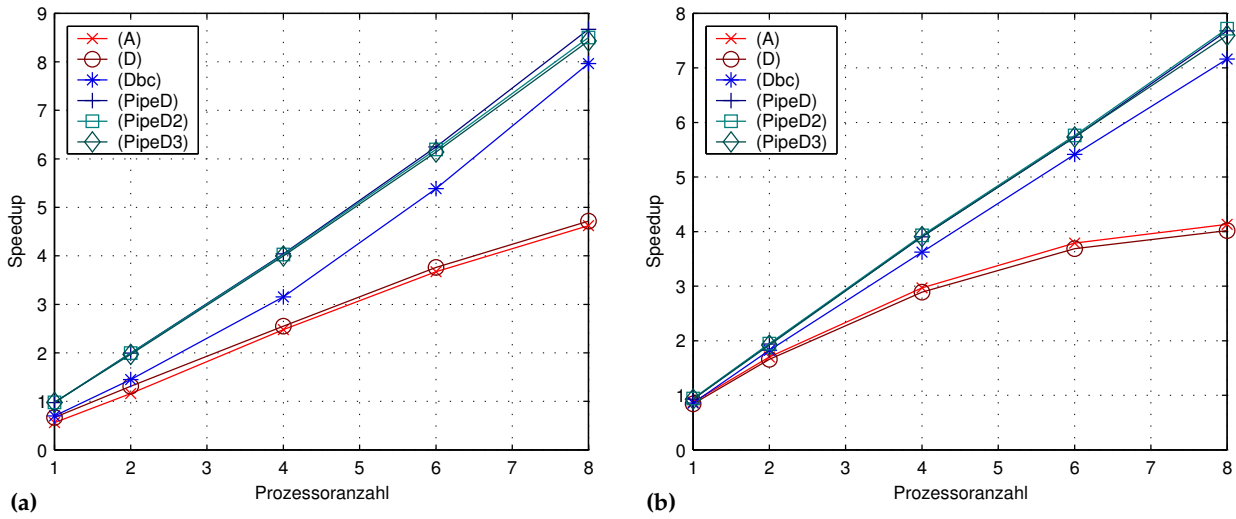 9
8
7
6
5
4
3
2
1
0
Speedup
(A)
(D)
(Dbc)
(PipeD)
(PipeD2)
(PipeD3)
1 2 3 4 5 6 7 8
Prozessoranzahl
(a)
8
7
6
5
4
3
2
1
0
Speedup
(A)
(D)
(Dbc)
(PipeD)
(PipeD2)
(PipeD3)
1 2 3 4 5 6 7 8
Prozessoranzahl
(b)